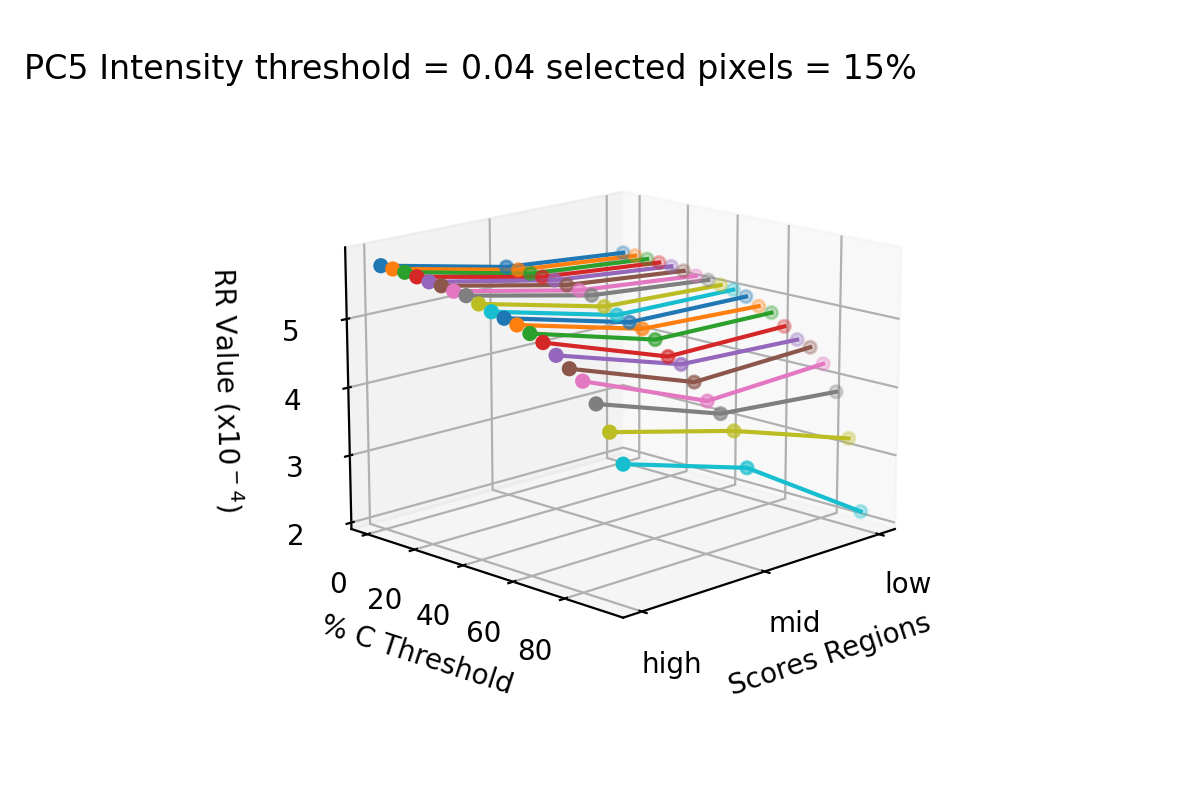 PC5 Intensity threshold = 0.04 selected pixels = 15%
RR Value (x10⁻⁴)
5
4
3
2
0
20
40
60
80
% C Threshold
high
mid
low
Scores Regions